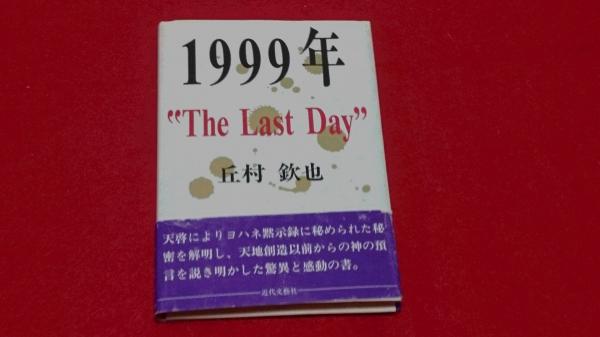 1999年
“The Last Day”
丘村 欽也
天啓によりヨハネ黙示録に秘められた秘
密を解明し、天地創造以前からの神の預
言を説き明かした驚異と感動の書。
近代文藝社